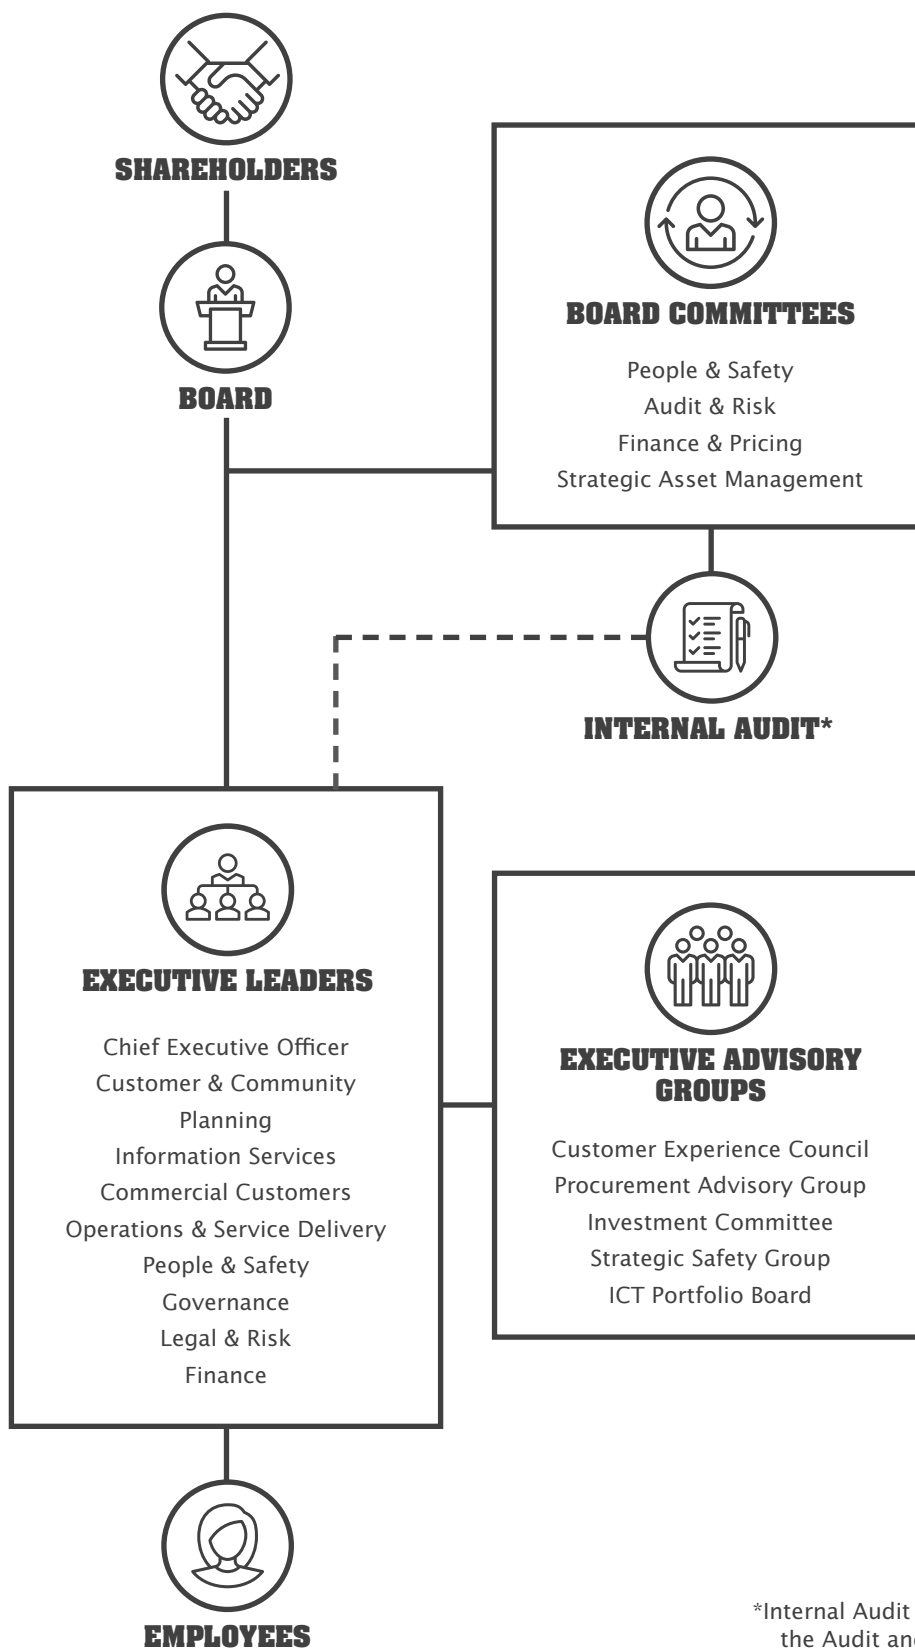 SHAREHOLDERS
BOARD
BOARD COMMITTEES
People & Safety
Audit & Risk
Finance & Pricing
Strategic Asset Management
INTERNAL AUDIT*
EXECUTIVE LEADERS
Chief Executive Officer
Customer & Community
Planning
Information Services
Commercial Customers
Operations & Service Delivery
People & Safety
Governance
Legal & Risk
Finance
EXECUTIVE ADVISORY
GROUPS
Customer Experience Council
Procurement Advisory Group
Investment Committee
Strategic Safety Group
ICT Portfolio Board
EMPLOYEES
*Internal Audit
the Audit and